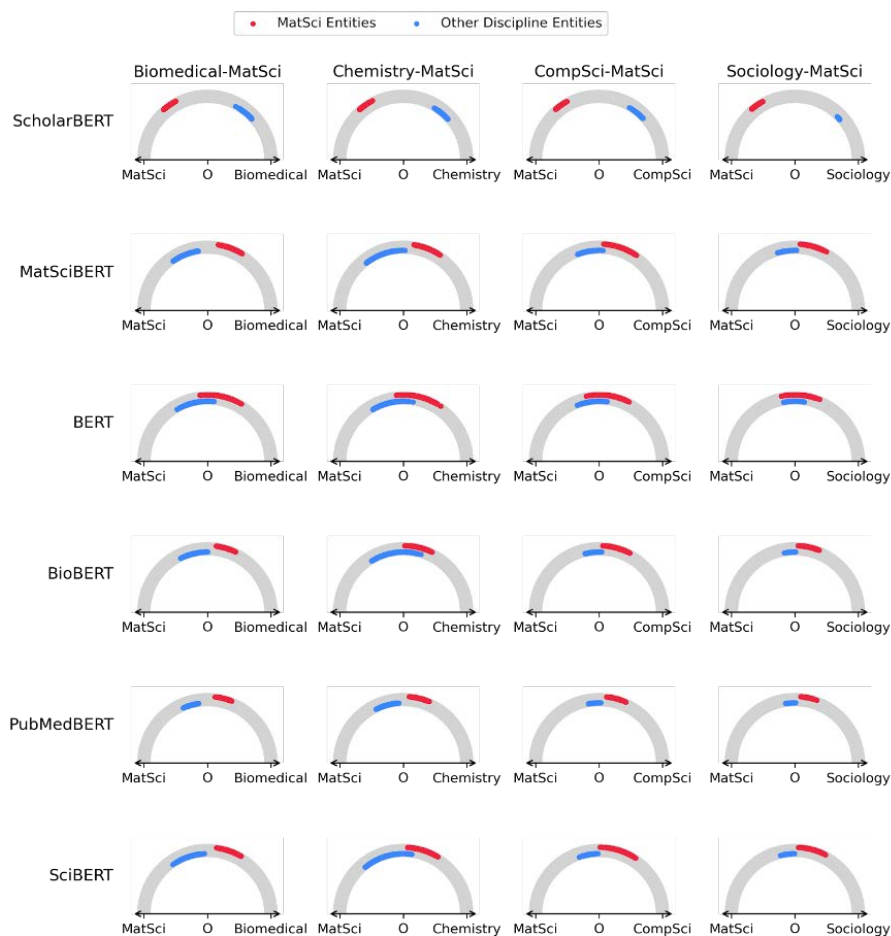 MatSci Entities Other Discipline Entities
Biomedical-MatSci Chemistry-MatSci CompSci-MatSci Sociology-MatSci
ScholarBERT
MatSci O Biomedical MatSci O Chemistry MatSci O CompSci MatSci O Sociology
MatSciBERT
MatSci O Biomedical MatSci O Chemistry MatSci O CompSci MatSci O Sociology
BERT
MatSci O Biomedical MatSci O Chemistry MatSci O CompSci MatSci O Sociology
BioBERT
MatSci O Biomedical MatSci O Chemistry MatSci O CompSci MatSci O Sociology
PubMedBERT
MatSci O Biomedical MatSci O Chemistry MatSci O CompSci MatSci O Sociology
SciBERT
MatSci O Biomedical MatSci O Chemistry MatSci O CompSci MatSci O Sociology